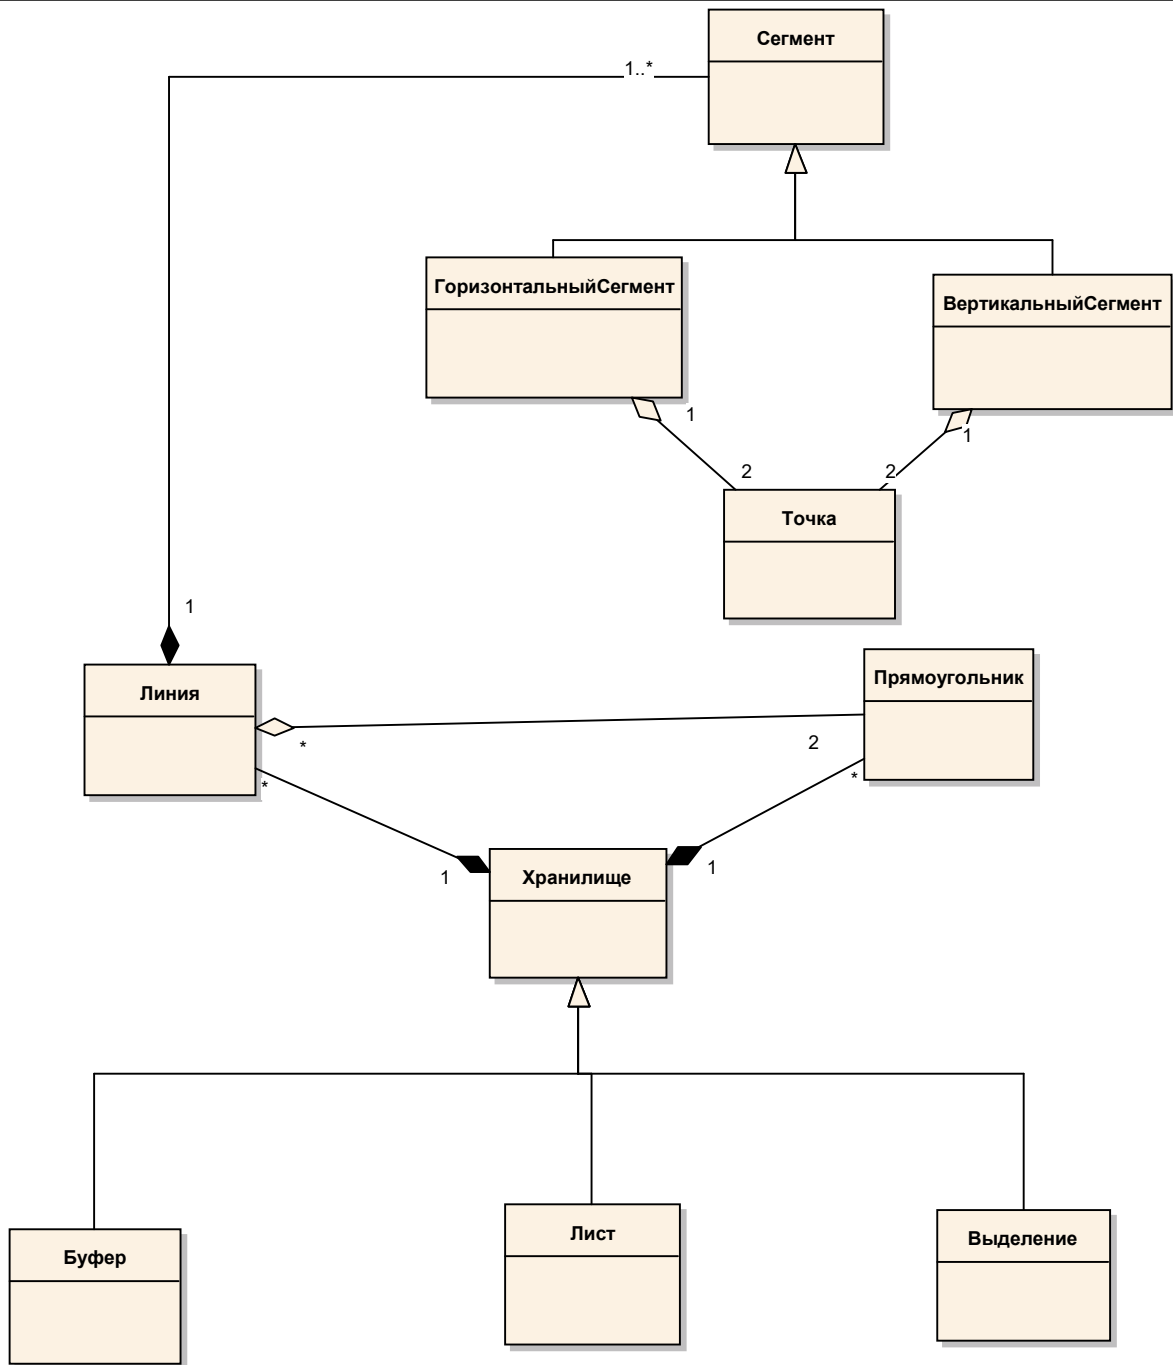 Сегмент
1..*
ГоризонтальныйСегмент
ВертикальныйСегмент
1
1
2
2
Точка
1
Линия
Прямоугольник
*
2
*
*
1
1
Хранилище
Буфер
Лист
Выделение